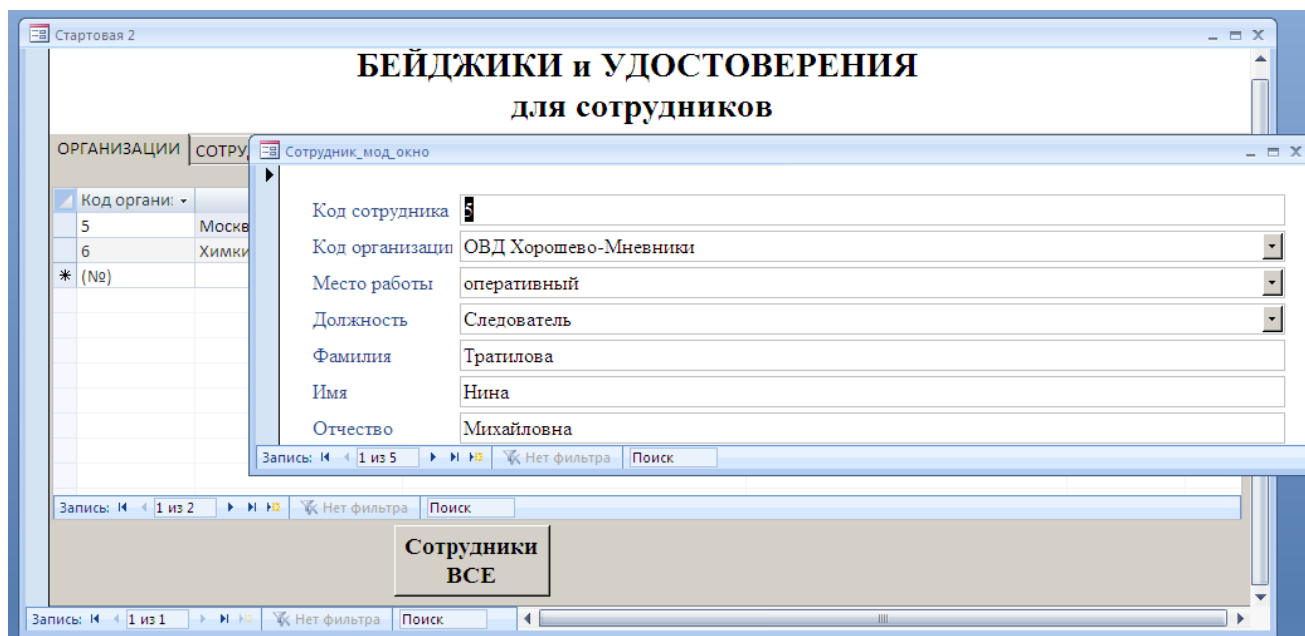 Стартовая 2
БЕЙДЖИКИ и УДОСТОВЕРЕНИЯ
для сотрудников
ОРГАНИЗАЦИИ СОТРУ
Сотрудник_мод_окно
Код органи:
5 Москв
6 Химки
(№)
Код сотрудника 5
Код организаци ОВД Хорошево-Мневники
Место работы оперативный
Должность Следователь
Фамилия Тратилова
Имя Нина
Отчество Михайловна
Запись: 1 из 5 Нет фильтра Поиск
Запись: 1 из 2 Нет фильтра Поиск
Сотрудники
ВСЕ
Запись: 1 из 1 Нет фильтра Поиск